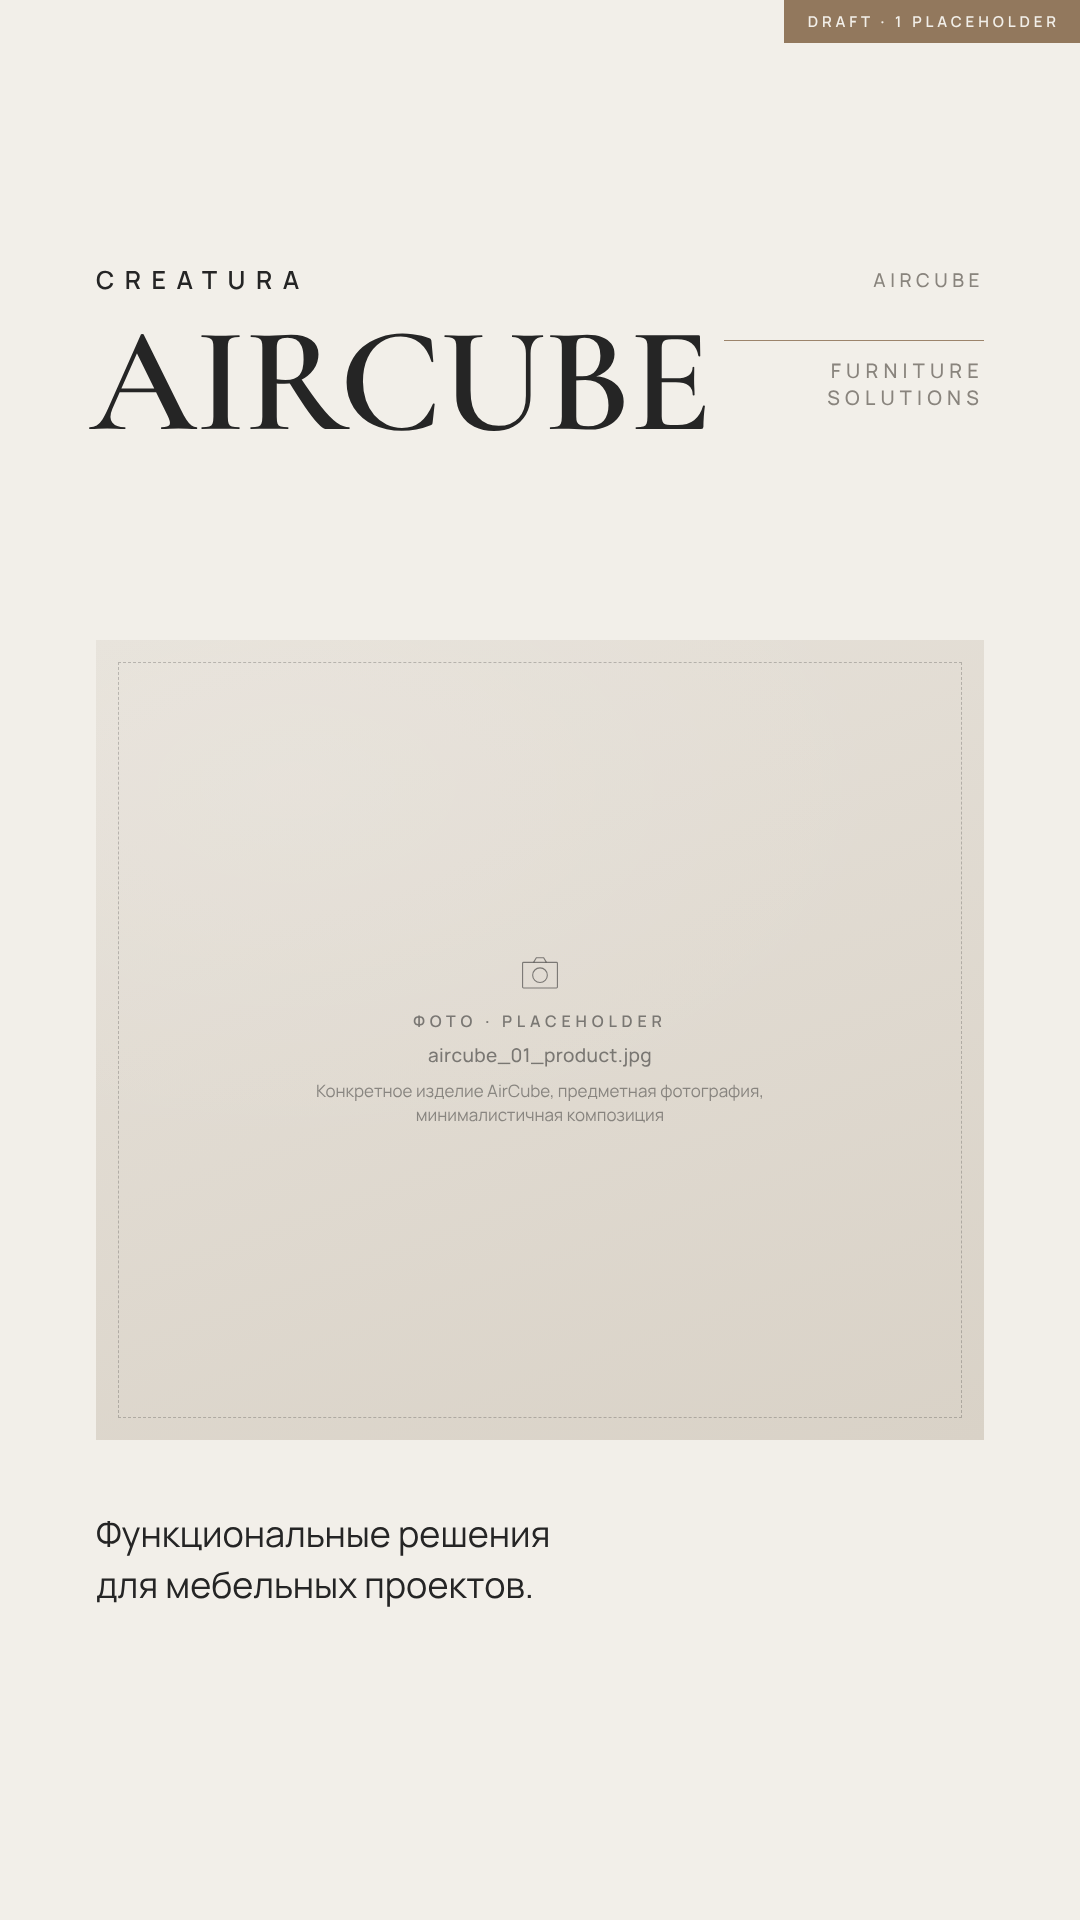 DRAFT · 1 PLACEHOLDER
CREATURA
AIRCUBE
AIRCUBE
FURNITURE
SOLUTIONS
ФОТО · PLACEHOLDER
aircube_01_product.jpg
Конкретное изделие AirCube, предметная фотография,
минималистичная композиция
Функциональные решения
для мебельных проектов.